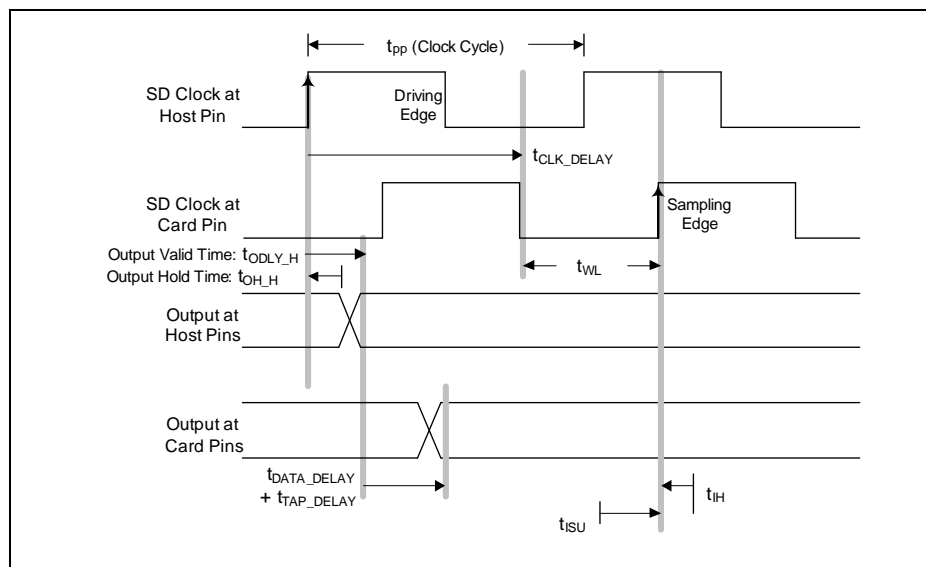 tpp (Clock Cycle)
SD Clock at
Host Pin
Driving
Edge
tCLK_DELAY
SD Clock at
Card Pin
Sampling
Edge
Output Valid Time: tODLY_H
Output Hold Time: tOH_H
tWL
Output at
Host Pins
Output at
Card Pins
tDATA_DELAY
+ tTAP_DELAY
tIH
tISU